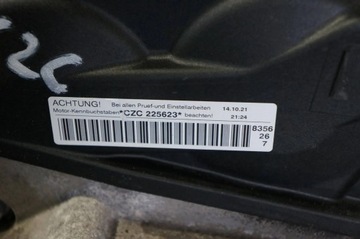 CZC
ACHTUNG! Bei allen Pruef-und Einstellarbeiten 14.10.21
Motor-Kennbuchstaben *CZC 225623* beachten! 21:24
8356
26
7